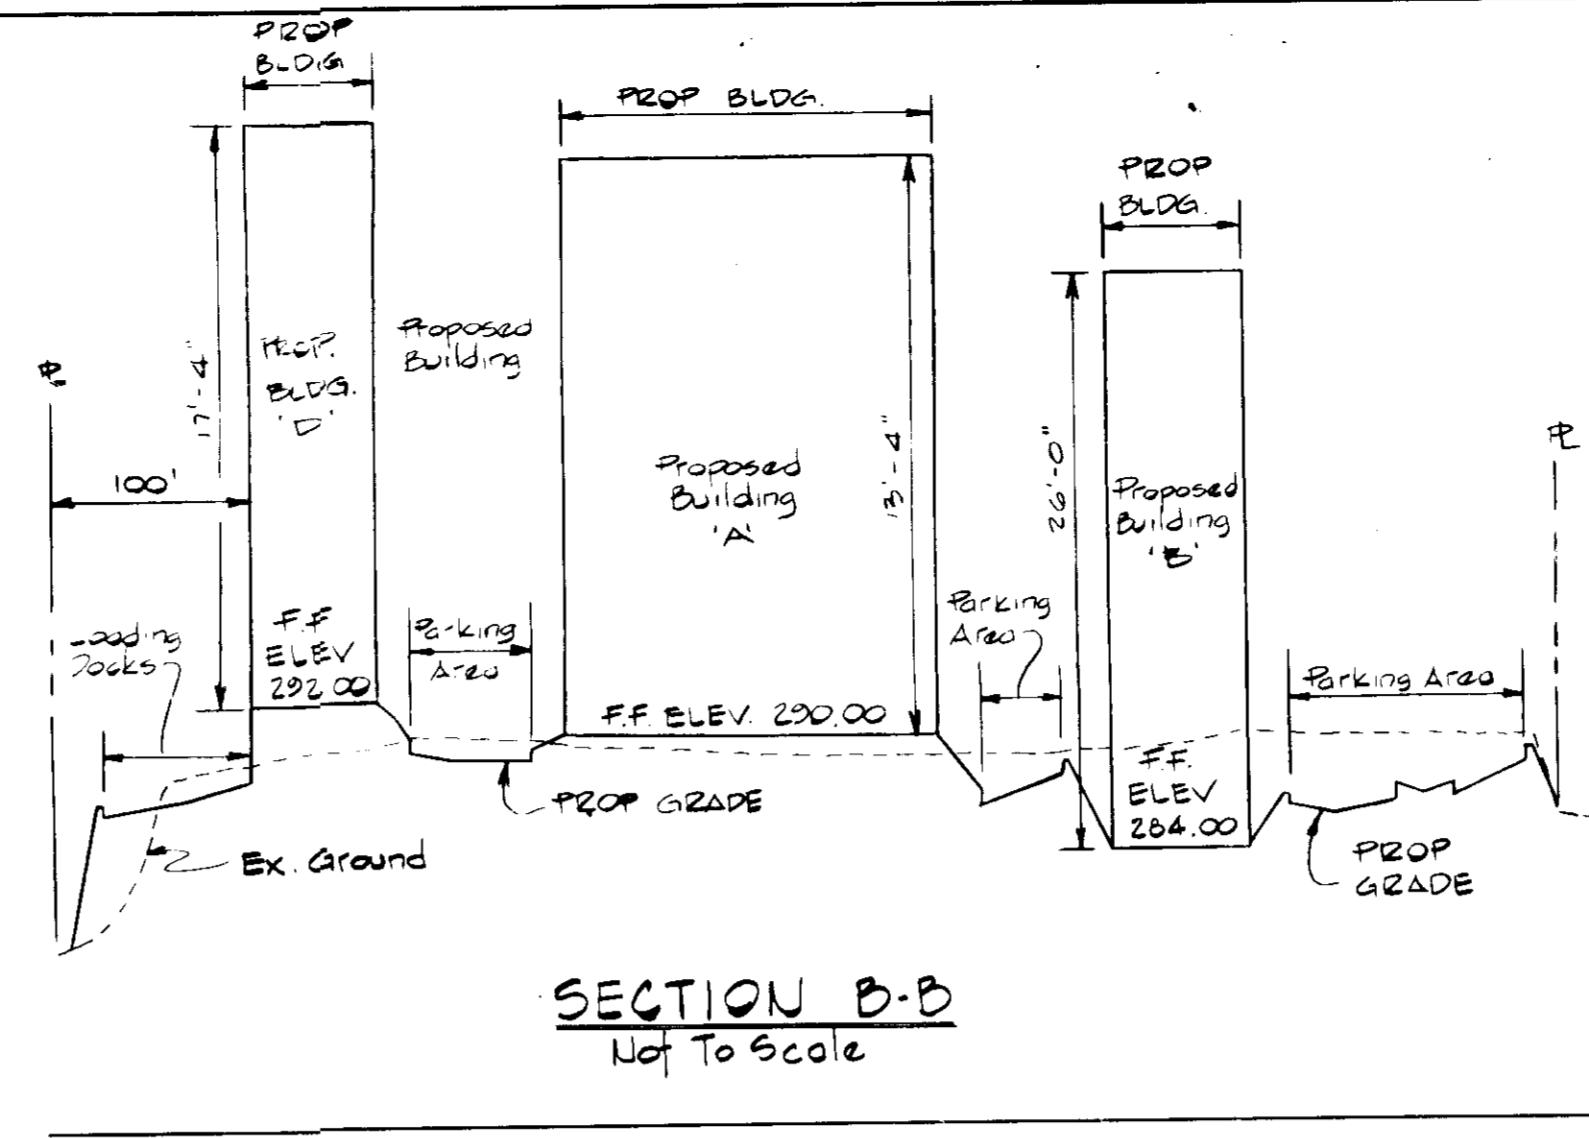 PROP
BLDG
PROP BLDG.
PROP
BLDG.
PROP.
BLDG.
'D'
Proposed
Building
17'-4"
℄
100'
Proposed
Building
'A'
13'-4"
26'-0"
Proposed
Building
'B'
PL
Loading
Docks
F.F
ELEV
292.00
Parking
Area
F.F. ELEV. 290.00
Parking
Area
Parking Area
F.F.
ELEV
284.00
PROP GRADE
Ex. Ground
PROP
GRADE
SECTION B-B
Not To Scale